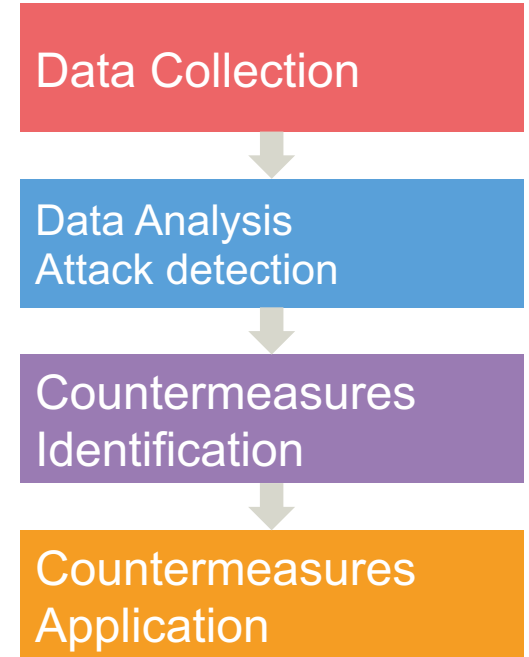 Data Collection
Data Analysis
Attack detection
Countermeasures
Identification
Countermeasures
Application